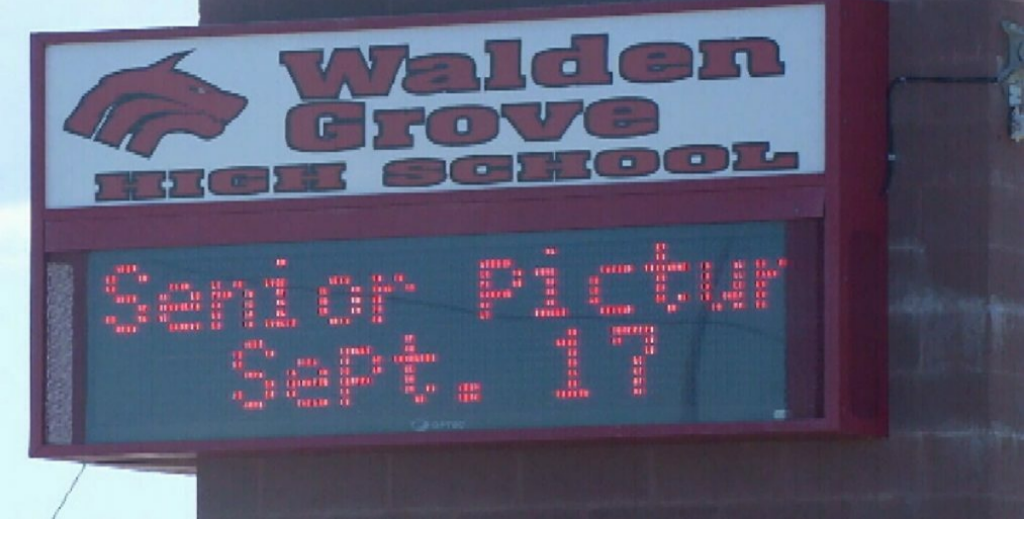 Walden
Grove
HIGH SCHOOL
Senior Pictur
Sept. 17